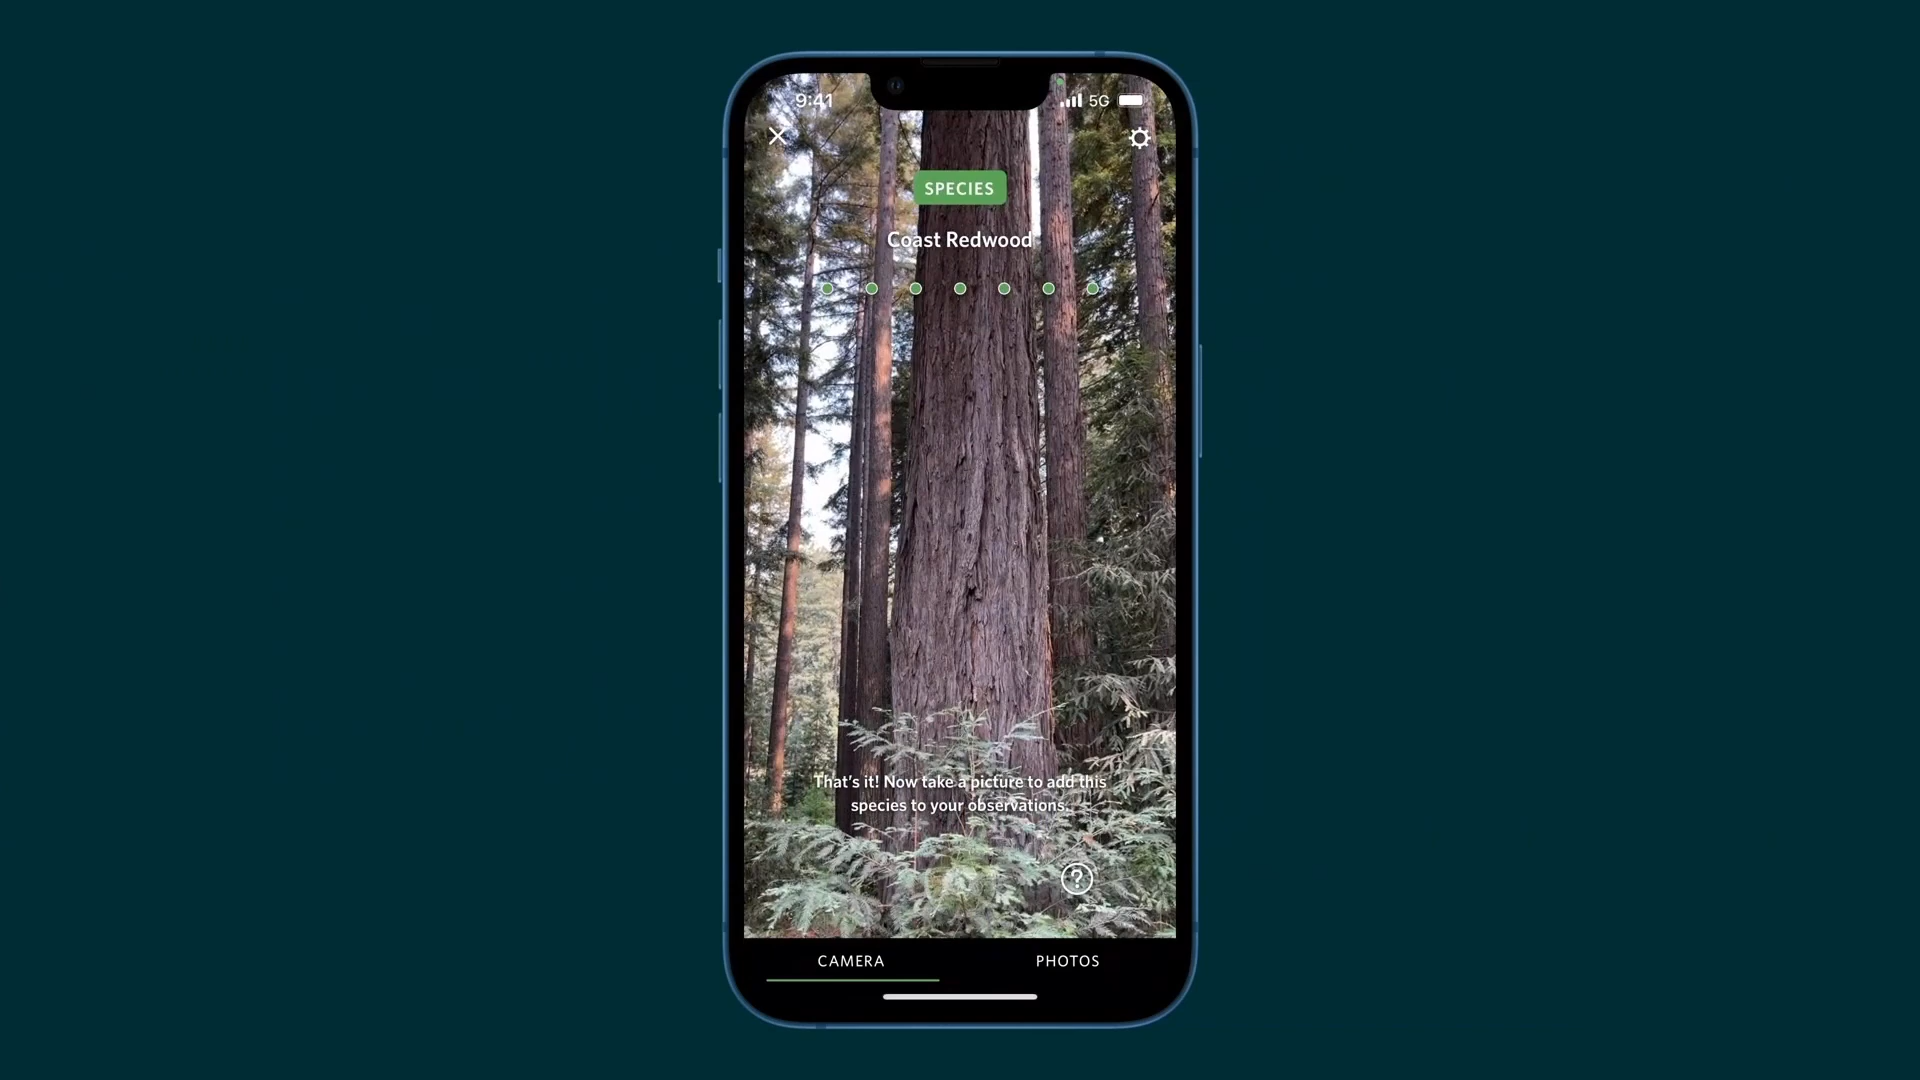 9:41
5G
SPECIES
Coast Redwood
That's it! Now take a picture to add this
species to your observations.
?
CAMERA
PHOTOS